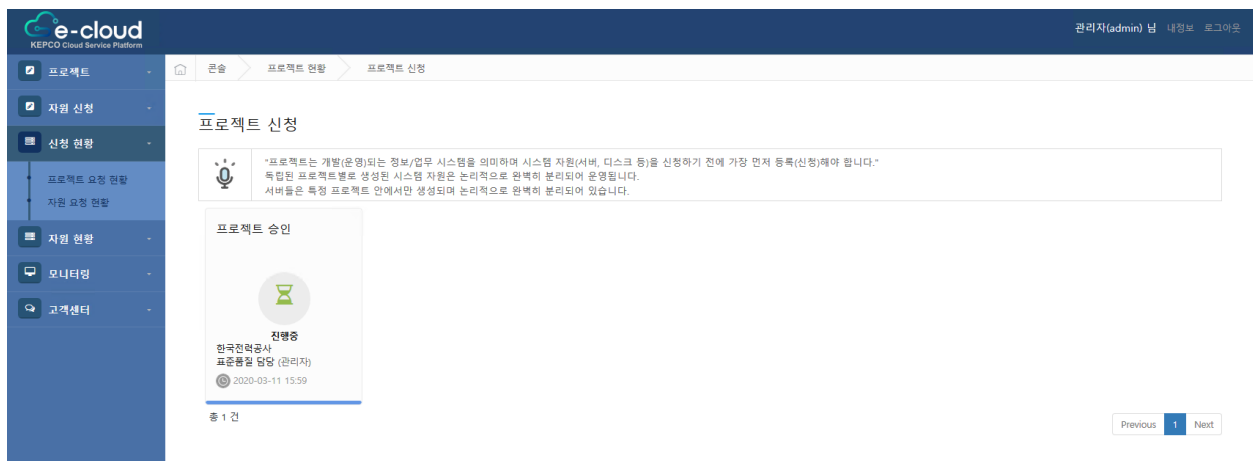 e-cloud
KEPCO Cloud Service Platform
관리자(admin) 님 내정보 로그아웃
프로젝트
콘솔 프로젝트 현황 프로젝트 신청
자원 신청
신청 현황
프로젝트 요청 현황
자원 요청 현황
자원 현황
모니터링
고객센터
프로젝트 신청
"프로젝트는 개발(운영)되는 정보/업무 시스템을 의미하며 시스템 자원(서버, 디스크 등)을 신청하기 전에 가장 먼저 등록(신청)해야 합니다."
독립된 프로젝트별로 생성된 시스템 자원은 논리적으로 완벽히 분리되어 운영됩니다.
서버들은 특정 프로젝트 안에서만 생성되며 논리적으로 완벽히 분리되어 있습니다.
프로젝트 승인
진행중
한국전력공사
표준품질 담당 (관리자)
2020-03-11 15:59
총 1 건
Previous 1 Next